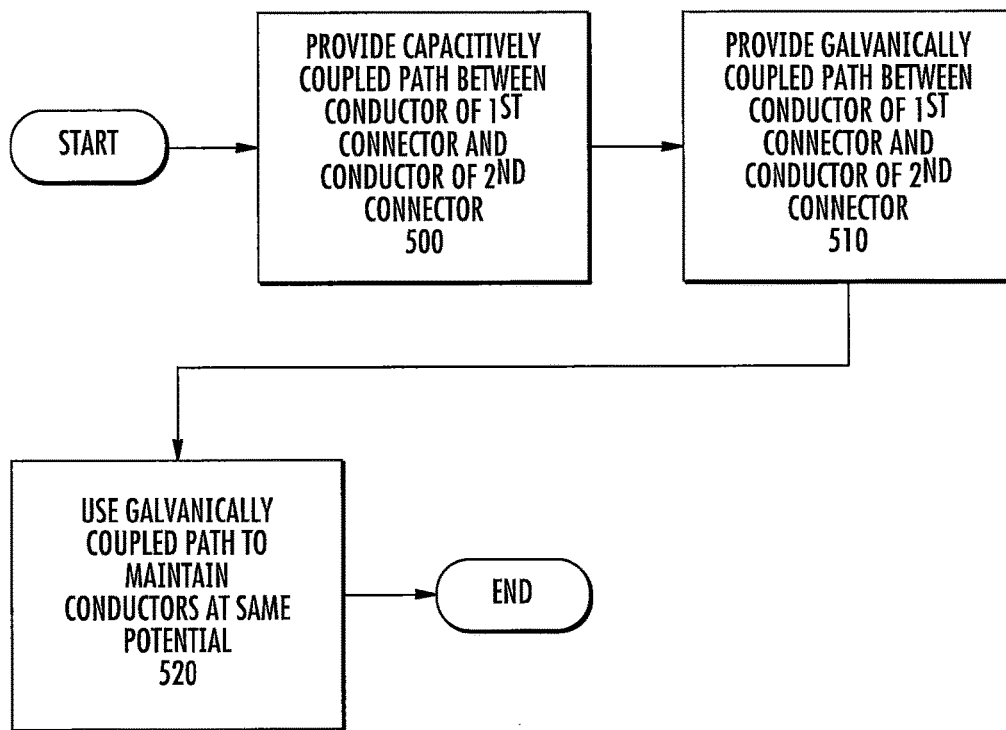 START
PROVIDE CAPACITIVELY
COUPLED PATH BETWEEN
CONDUCTOR OF 1ST
CONNECTOR AND
CONDUCTOR OF 2ND
CONNECTOR
500
PROVIDE GALVANICALLY
COUPLED PATH BETWEEN
CONDUCTOR OF 1ST
CONNECTOR AND
CONDUCTOR OF 2ND
CONNECTOR
510
USE GALVANICALLY
COUPLED PATH TO
MAINTAIN
CONDUCTORS AT SAME
POTENTIAL
520
END